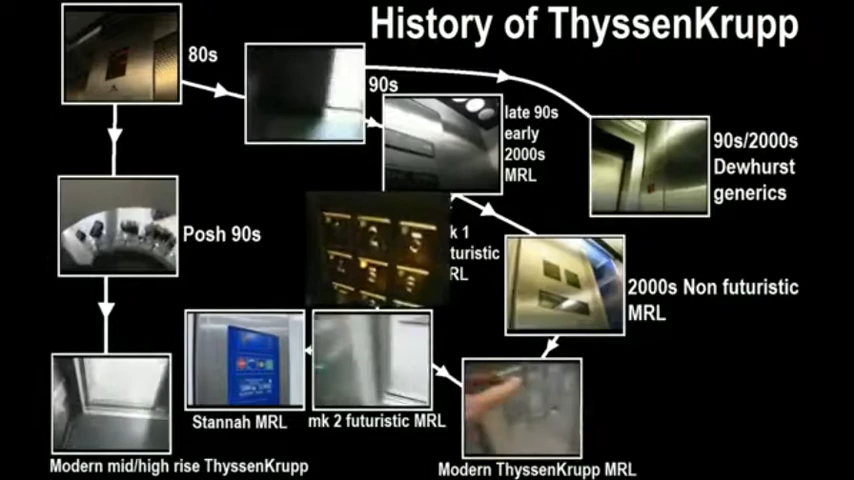 History of ThyssenKrupp
80s
90s
late 90s
early
2000s
MRL
90s/2000s
Dewhurst
generics
Posh 90s
k 1
turistic
RL
2000s Non futuristic
MRL
Stannah MRL
mk 2 futuristic MRL
Modern mid/high rise ThyssenKrupp
Modern ThyssenKrupp MRL